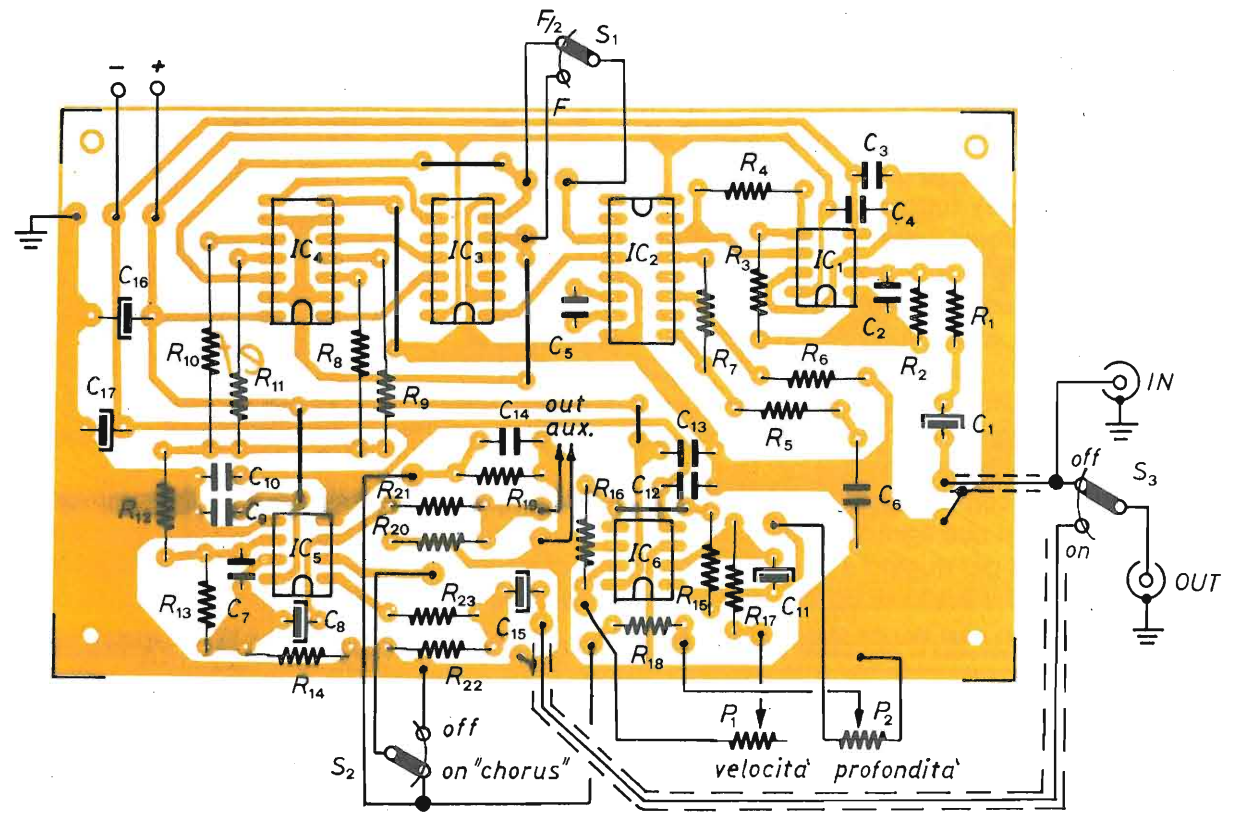 F/2 S1
F
- +
C3
R4
C4
IC4 IC3 IC2 R3 IC1
C16
C2 R1
C5
R10 R8 R7 R6 R2
R11
R9
C17 out aux. C14 C13 R5 C1 IN
C10 R21 R19 R16 C12 C6 off S3
R12 C9 R20
on
IC5 IC6 OUT
R13 C7 C8 R23 C15 R15 R17 C11
R14 R22 R18
off
P1 P2
S2 on "chorus" velocità profondità